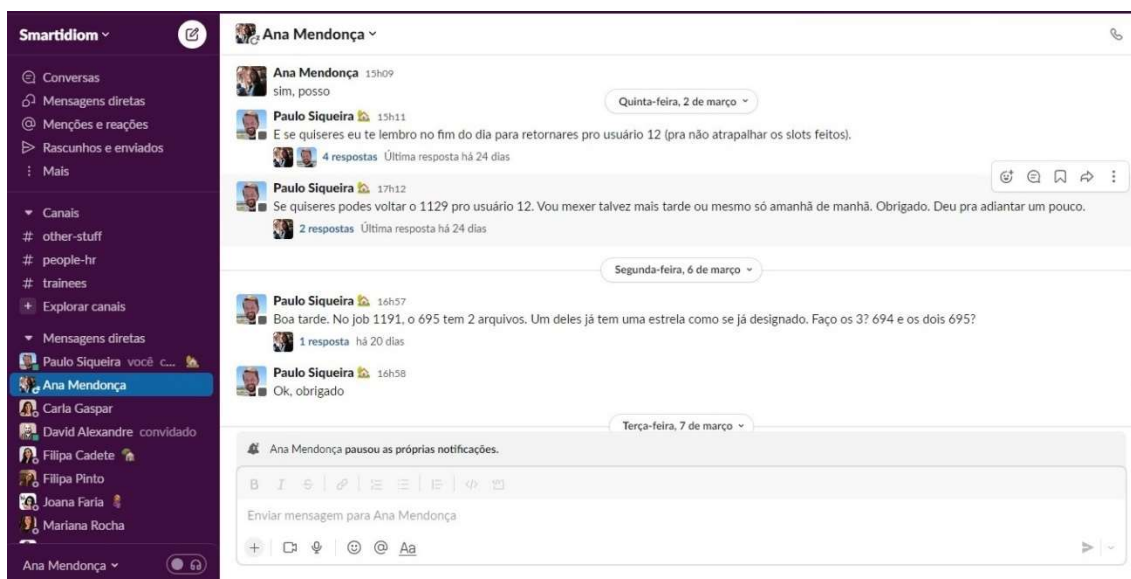 Smartidiom
Conversas
Mensagens diretas
Menções e reações
Rascunhos e enviados
Mais
Canais
# other-stuff
# people-hr
# trainees
+ Explorar canais
Mensagens diretas
Paulo Siqueira você c...
Ana Mendonça
Carla Gaspar
David Alexandre convidado
Filipa Cadete
Filipa Pinto
Joana Faria
Mariana Rocha
Ana Mendonça
Ana Mendonça
Ana Mendonça 15h09
sim, posso
Quinta-feira, 2 de março
Paulo Siqueira 15h11
E se quiseres eu te lembro no fim do dia para retornares pro usuário 12 (pra não atrapalhar os slots feitos).
4 respostas Última resposta há 24 dias
Paulo Siqueira 17h12
Se quiseres podes voltar o 1129 pro usuário 12. Vou mexer talvez mais tarde ou mesmo só amanhã de manhã. Obrigado. Deu pra adiantar um pouco.
2 respostas Última resposta há 24 dias
Segunda-feira, 6 de março
Paulo Siqueira 16h57
Boa tarde. No job 1191, o 695 tem 2 arquivos. Um deles já tem uma estrela como se já designado. Faço os 3? 694 e os dois 695?
1 resposta há 20 dias
Paulo Siqueira 16h58
Ok, obrigado
Terça-feira, 7 de março
Ana Mendonça pausou as próprias notificações.
B I S
Enviar mensagem para Ana Mendonça
+ @ Aa